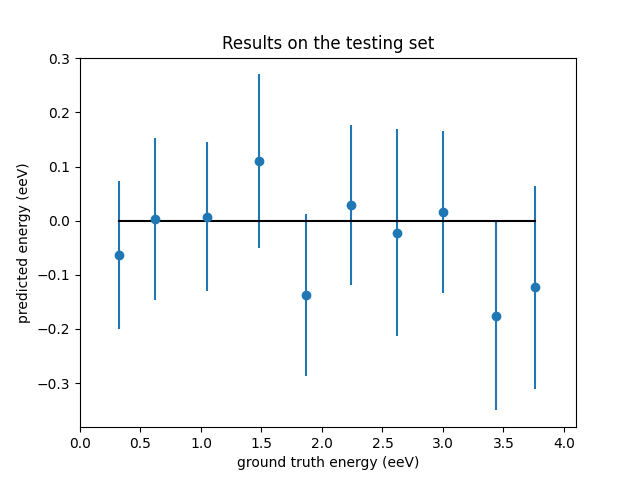 Results on the testing set
0.3
0.2
0.1
0.0
−0.1
−0.2
−0.3
predicted energy (eeV)
0.0 0.5 1.0 1.5 2.0 2.5 3.0 3.5 4.0
ground truth energy (eeV)